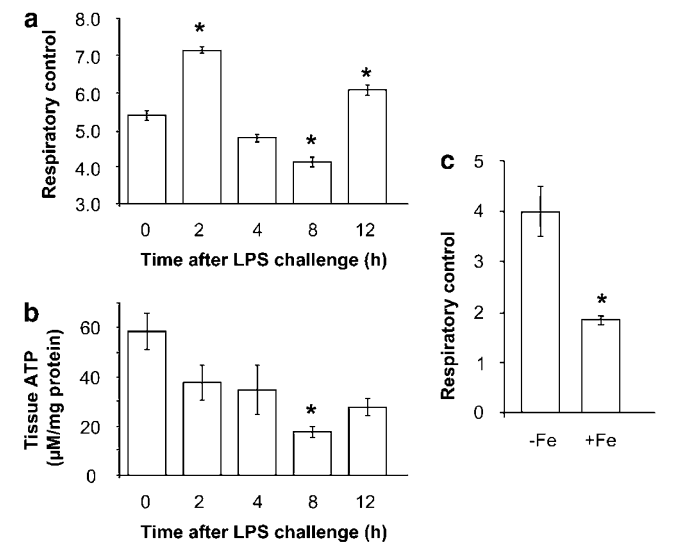 a
Respiratory control
8.0
7.0
6.0
5.0
4.0
3.0
*
*
*
0 2 4 8 12
Time after LPS challenge (h)
b
Tissue ATP
(µM/mg protein)
60
40
20
0
*
0 2 4 8 12
Time after LPS challenge (h)
c
Respiratory control
5
4
3
2
1
0
*
-Fe +Fe